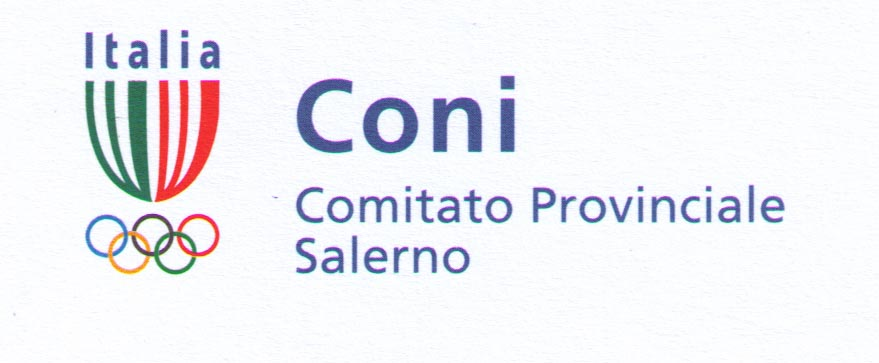 Italia
Coni
Comitato Provinciale
Salerno